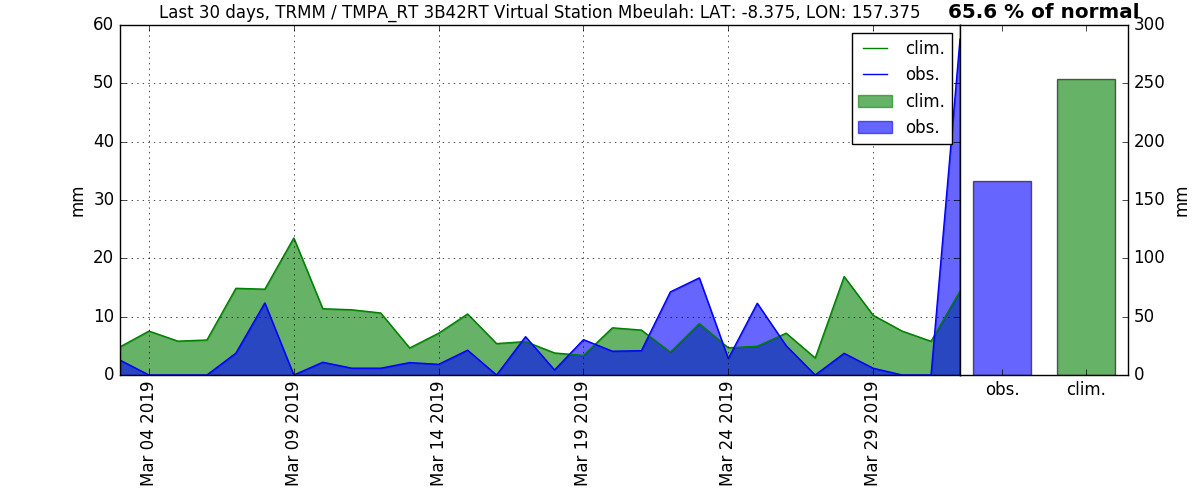 Last 30 days, TRMM / TMPA_RT 3B42RT Virtual Station Mbeulah: LAT: -8.375, LON: 157.375
65.6 % of normal
60
50
40
30
20
10
0
mm
clim.
obs.
clim.
obs.
Mar 04 2019
Mar 09 2019
Mar 14 2019
Mar 19 2019
Mar 24 2019
Mar 29 2019
300
250
200
150
100
50
0
mm
obs.
clim.